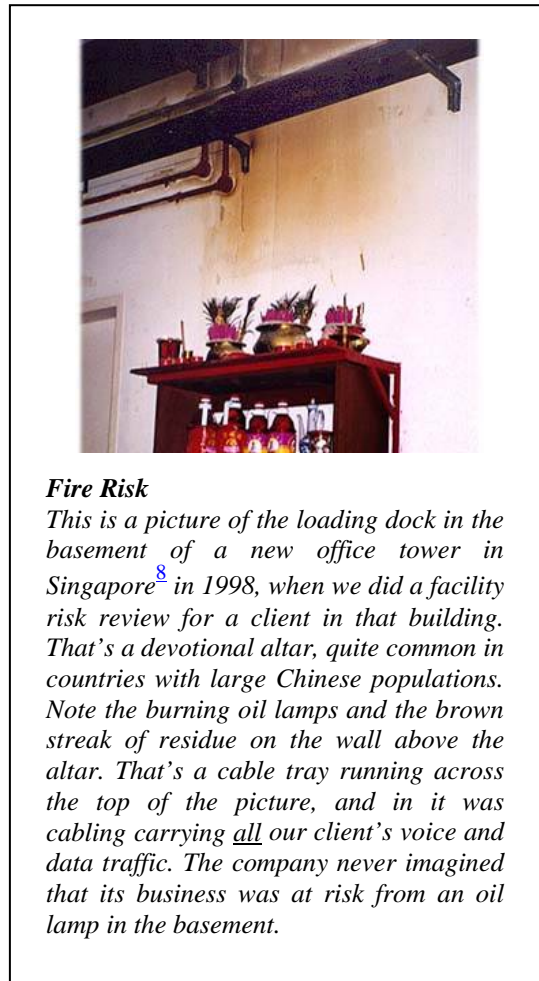 Fire Risk
This is a picture of the loading dock in the
basement of a new office tower in
Singapore8 in 1998, when we did a facility
risk review for a client in that building.
That's a devotional altar, quite common in
countries with large Chinese populations.
Note the burning oil lamps and the brown
streak of residue on the wall above the
altar. That's a cable tray running across
the top of the picture, and in it was
cabling carrying all our client's voice and
data traffic. The company never imagined
that its business was at risk from an oil
lamp in the basement.